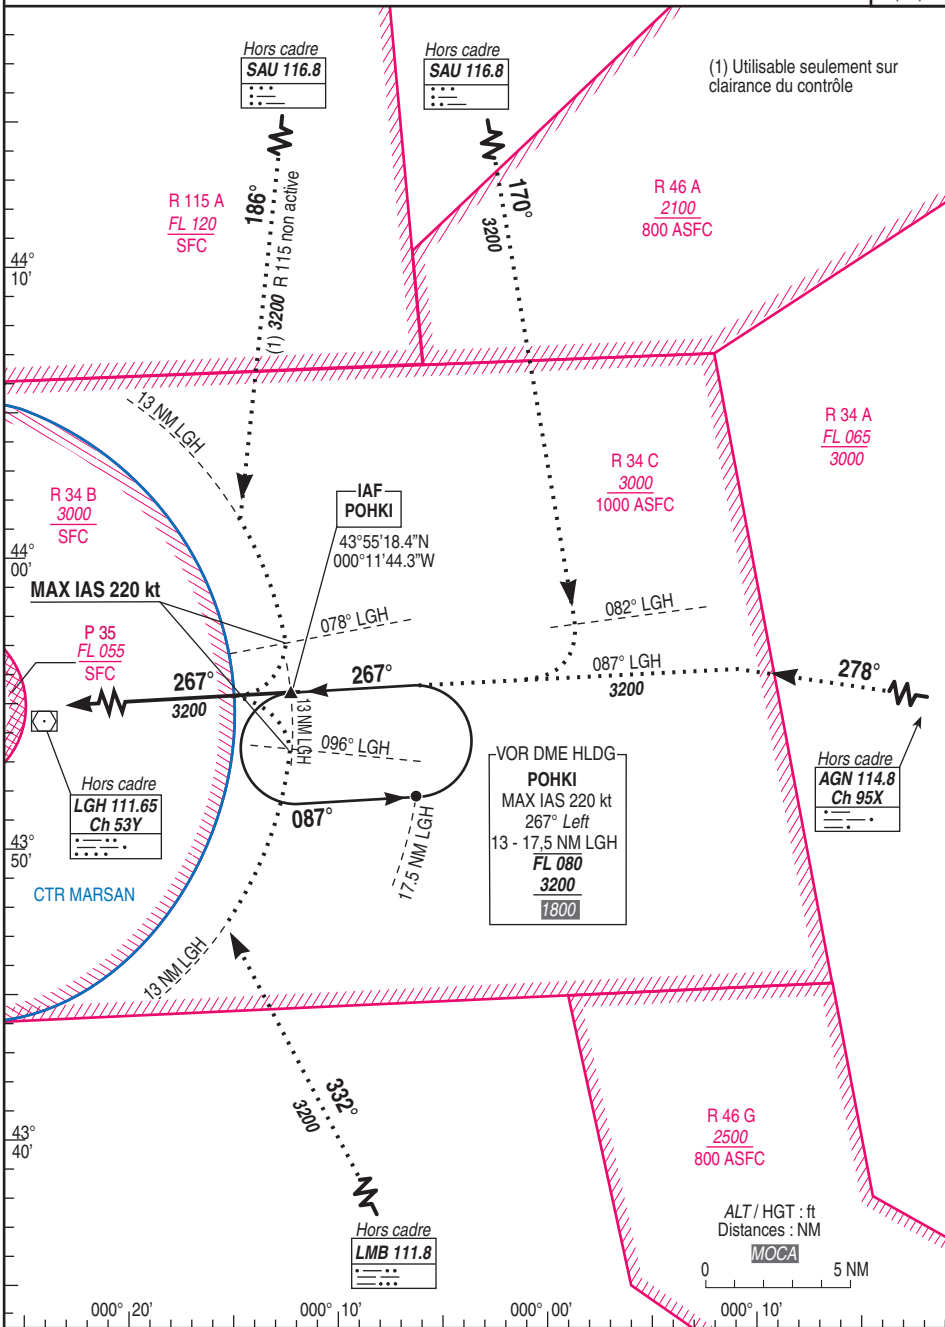 Hors cadre
SAU 116.8
Hors cadre
SAU 116.8
(1) Utilisable seulement sur
clairance du contrôle
R 115 A
FL 120
SFC
186°
(1) 3200 R 115 non active
170°
3200
R 46 A
2100
800 ASFC
44°
10'
13 NM LGH
R 34 A
FL 065
3000
R 34 B
3000
SFC
R 34 C
3000
1000 ASFC
IAF
POHKI
43°55'18.4"N
000°11'44.3"W
44°
00'
MAX IAS 220 kt
078° LGH
082° LGH
P 35
FL 055
SFC
267°
3200
267°
087° LGH
3200
278°
13 NM LGH
096° LGH
Hors cadre
LGH 111.65
Ch 53Y
087°
17.5 NM LGH
VOR DME HLDG
POHKI
MAX IAS 220 kt
267° Left
13 - 17,5 NM LGH
FL 080
3200
1800
Hors cadre
AGN 114.8
Ch 95X
43°
50'
CTR MARSAN
13 NM LGH
332°
3200
R 46 G
2500
800 ASFC
43°
40'
Hors cadre
LMB 111.8
ALT / HGT : ft
Distances : NM
MOCA
0 5 NM
000° 20' 000° 10' 000° 00' 000° 10'